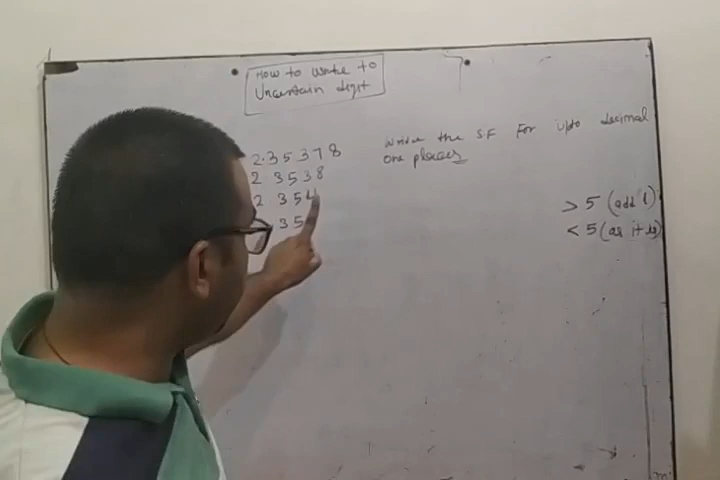 How to write to
Uncertain digit
2.35378
2 3538
2 354
35
Write the S.F For upto decimal
one places
> 5 (add 1)
< 5 (as it is)